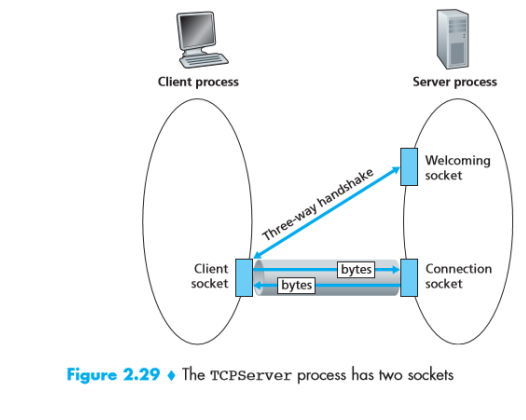 Client process
Server process
Welcoming
socket
Three-way handshake
Client
socket
bytes
bytes
Connection
socket
Figure 2.29 ♦ The TCPServer process has two sockets